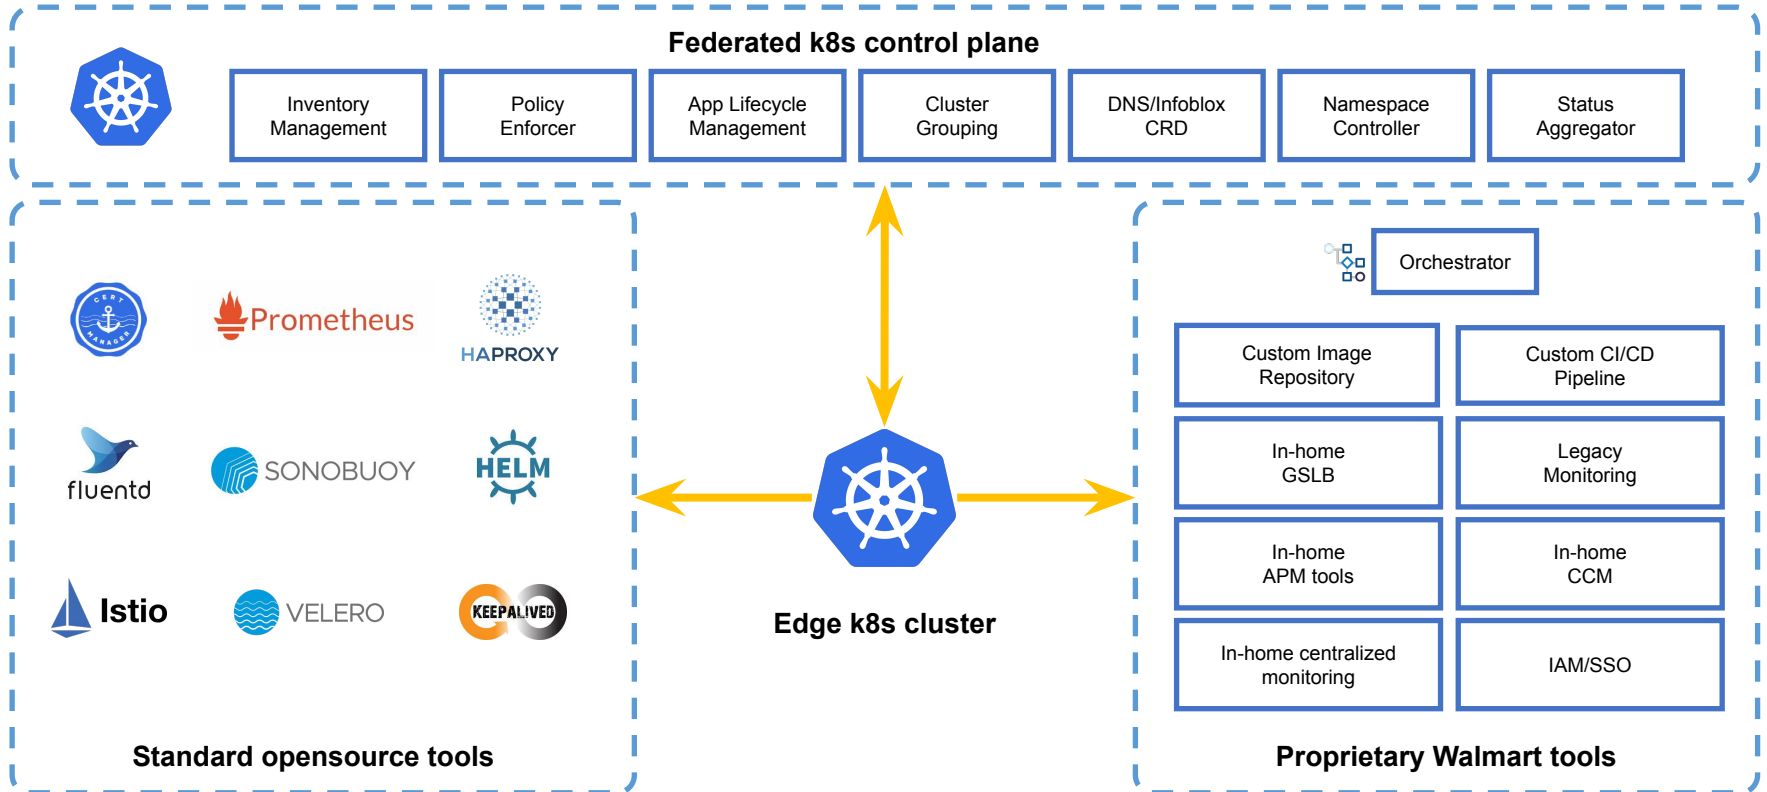 Federated k8s control plane
Inventory
Management
Policy
Enforcer
App Lifecycle
Management
Cluster
Grouping
DNS/Infoblox
CRD
Namespace
Controller
Status
Aggregator
CERT
MANAGER
Prometheus
HAPROXY
fluentd
SONOBUOY
HELM
Istio
VELERO
KEEPALIVED
Standard opensource tools
Edge k8s cluster
Orchestrator
Custom Image
Repository
Custom CI/CD
Pipeline
In-home
GSLB
Legacy
Monitoring
In-home
APM tools
In-home
CCM
In-home centralized
monitoring
IAM/SSO
Proprietary Walmart tools